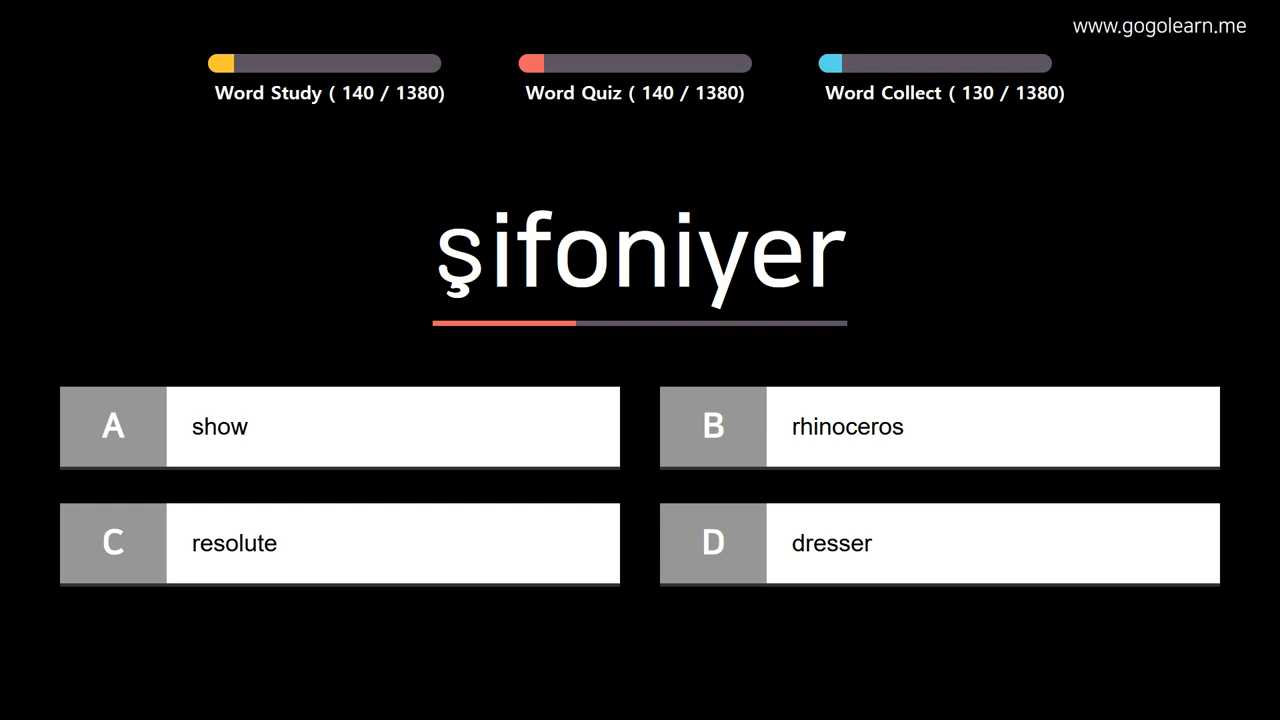 www.gogolearn.me
Word Study ( 140 / 1380)
Word Quiz ( 140 / 1380)
Word Collect ( 130 / 1380)
şifoniyer
A show
B rhinoceros
C resolute
D dresser